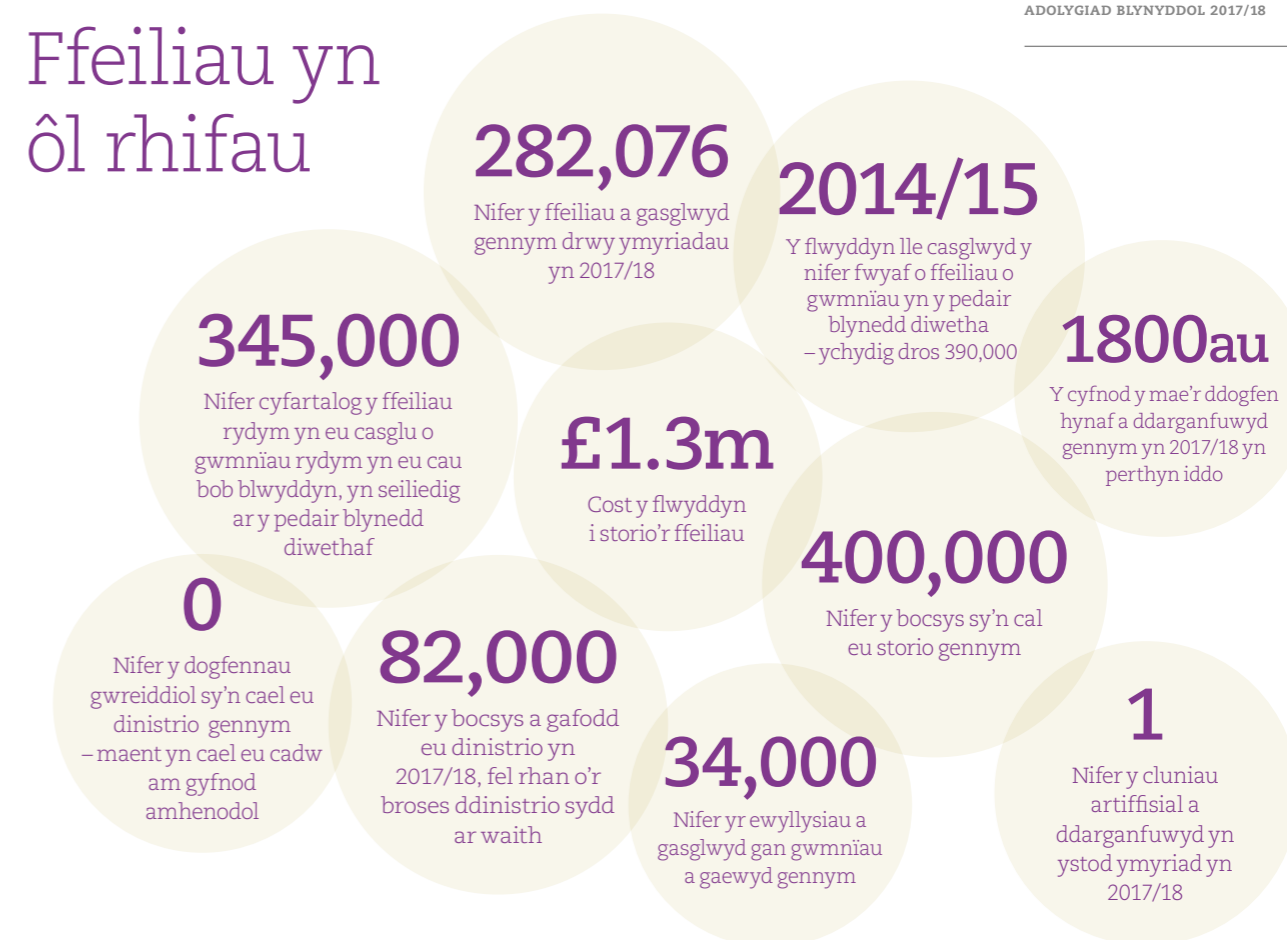 ADOLYGIAD BLYNYDDOL 2017/18
Ffeiliau yn
ôl rhifau
282,076
Nifer y ffeiliau a gasglwyd
gennym drwy ymyriadau
yn 2017/18
2014/15
Y flwyddyn lle casglwyd y
nifer fwyaf o ffeiliau o
gwmnïau yn y pedair
blynedd diwetha
– ychydig dros 390,000
1800au
Y cyfnod y mae'r ddogfen
hynaf a ddarganfuwyd
gennym yn 2017/18 yn
perthyn iddo
345,000
Nifer cyfartalog y ffeiliau
rydym yn eu casglu o
gwmnïau rydym yn eu cau
bob blwyddyn, yn seiliedig
ar y pedair blynedd
diwethaf
£1.3m
Cost y flwyddyn
i storio'r ffeiliau
400,000
Nifer y bocsys sy'n cal
eu storio gennym
0
Nifer y dogfennau
gwreiddiol sy'n cael eu
dinistrio gennym
– maent yn cael eu cadw
am gyfnod
amhenodol
82,000
Nifer y bocsys a gafodd
eu dinistrio yn
2017/18, fel rhan o'r
broses ddinistrio sydd
ar waith
34,000
Nifer yr ewyllysiau a
gasglwyd gan gwmnïau
a gaewyd gennym
1
Nifer y cluniau
artiffisial a
ddarganfuwyd yn
ystod ymyriad yn
2017/18